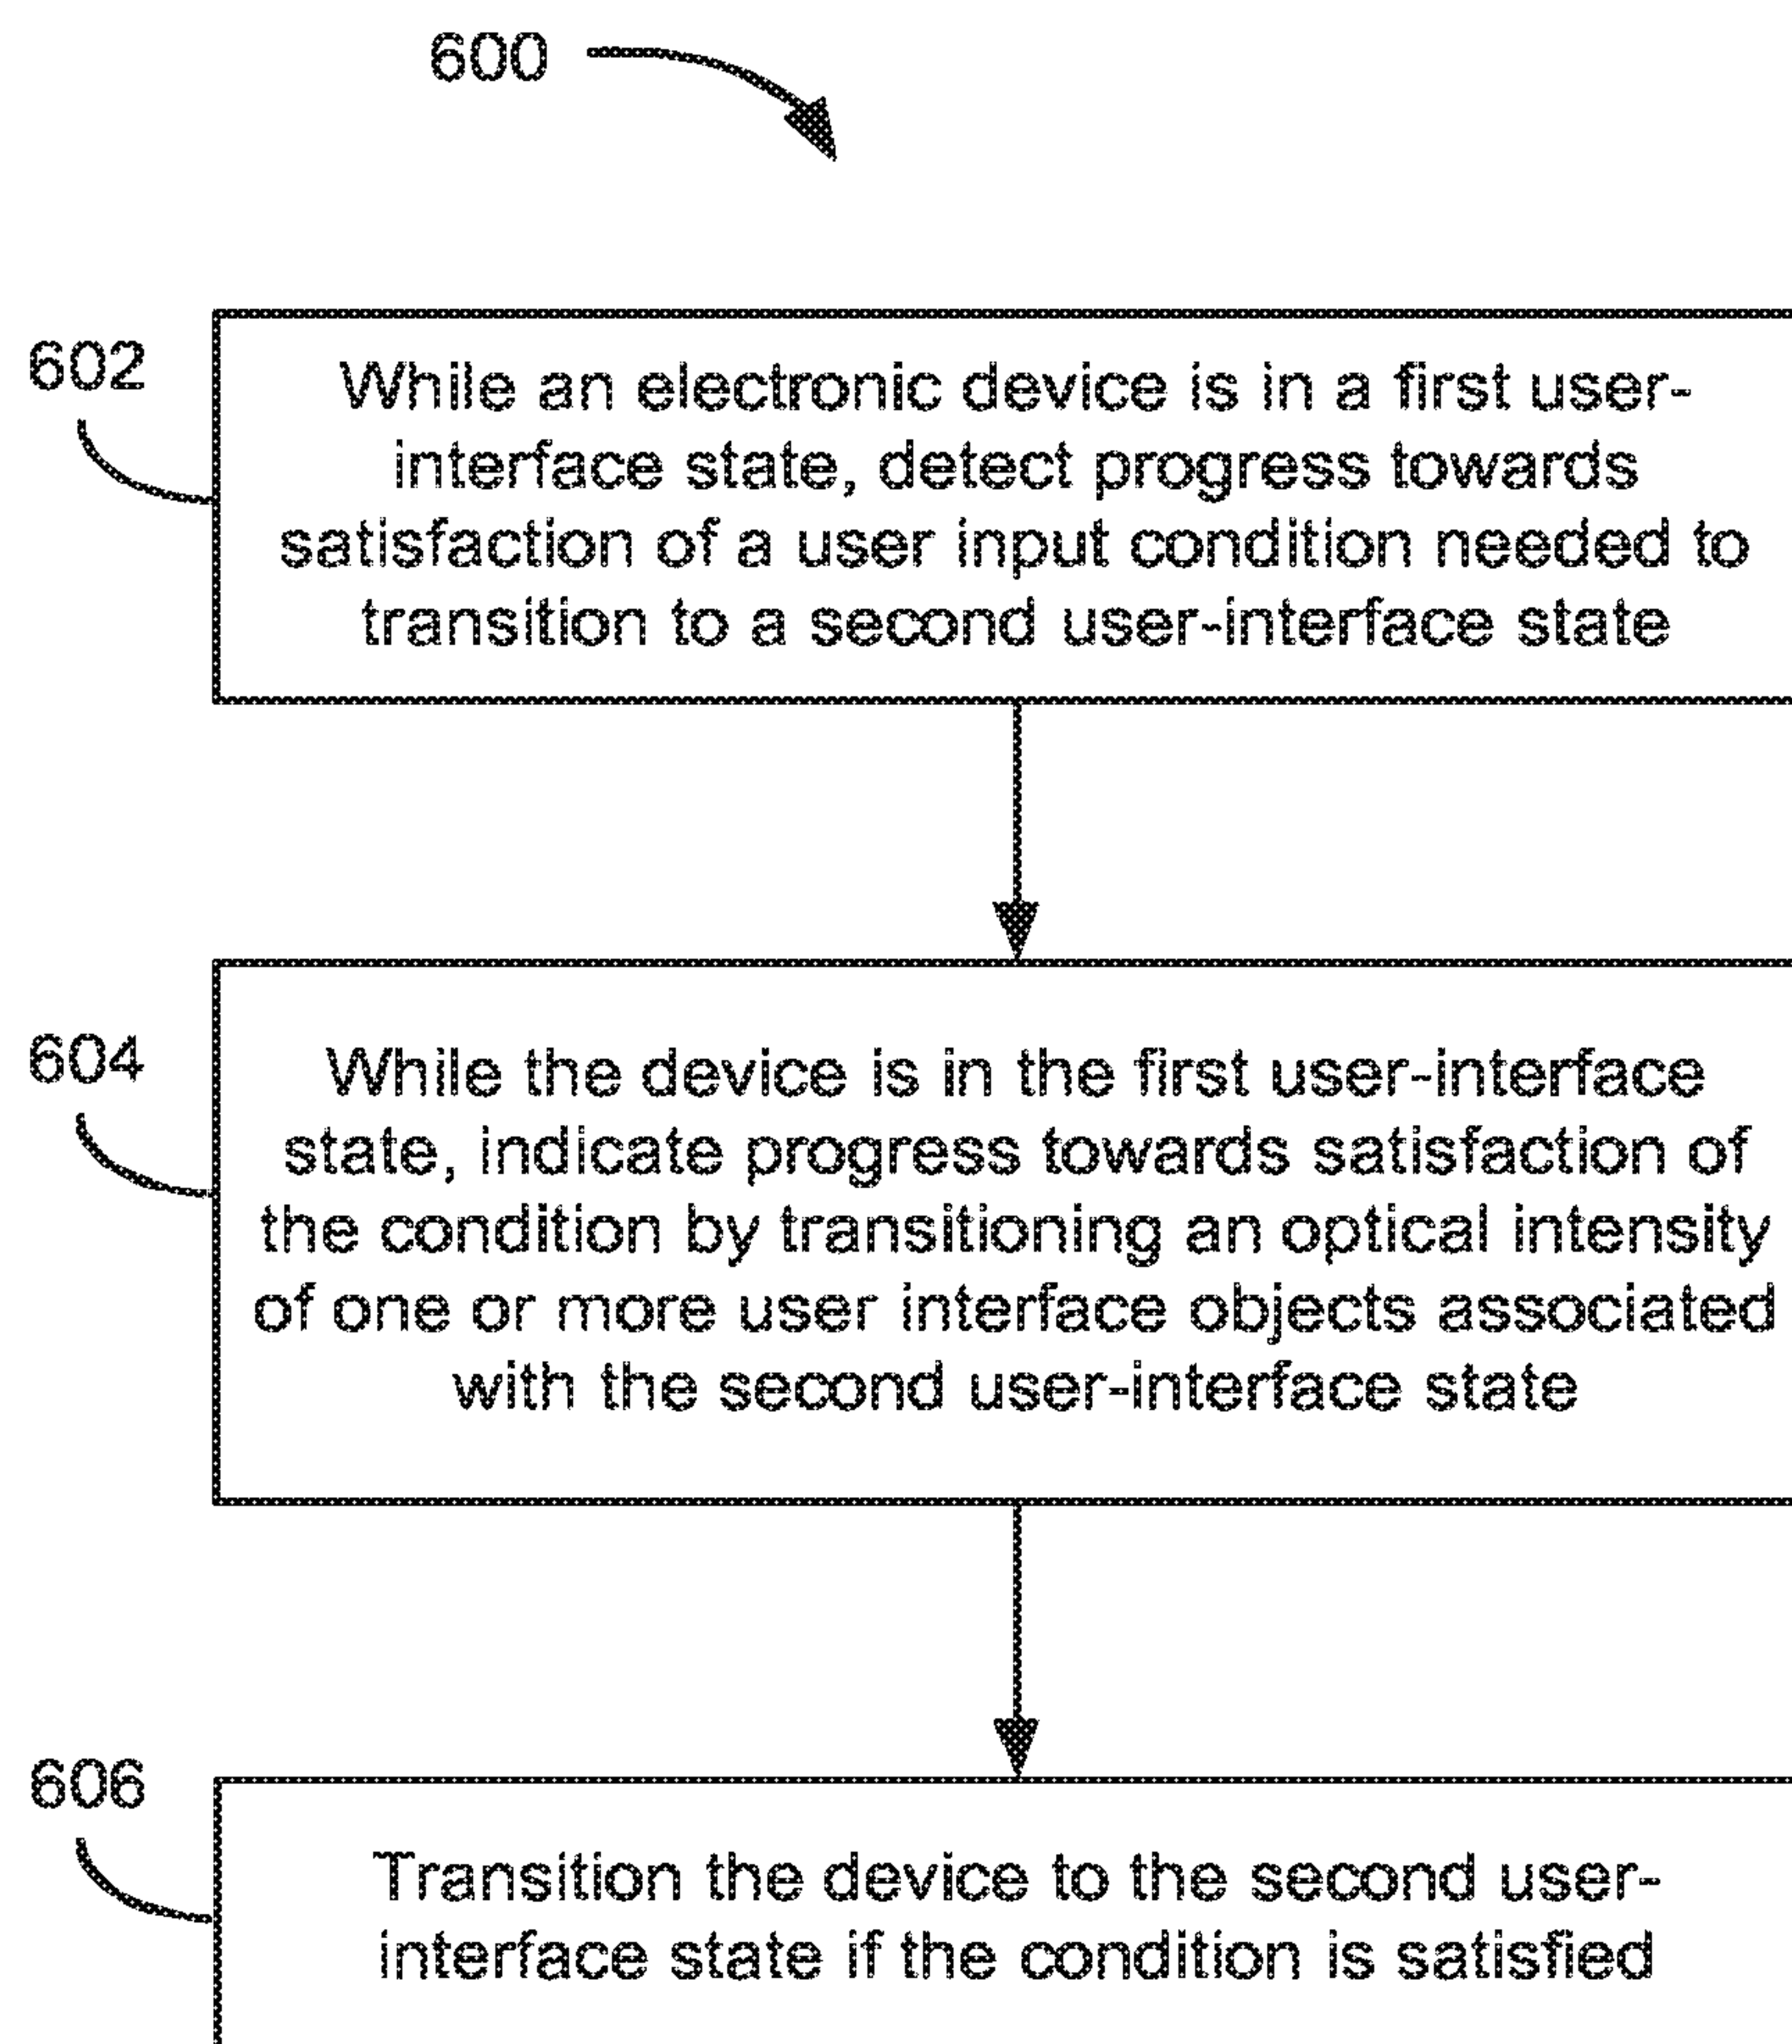 600
602
While an electronic device is in a first user-
interface state, detect progress towards
satisfaction of a user input condition needed to
transition to a second user-interface state
604
While the device is in the first user-interface
state, indicate progress towards satisfaction of
the condition by transitioning an optical intensity
of one or more user interface objects associated
with the second user-interface state
606
Transition the device to the second user-
interface state if the condition is satisfied